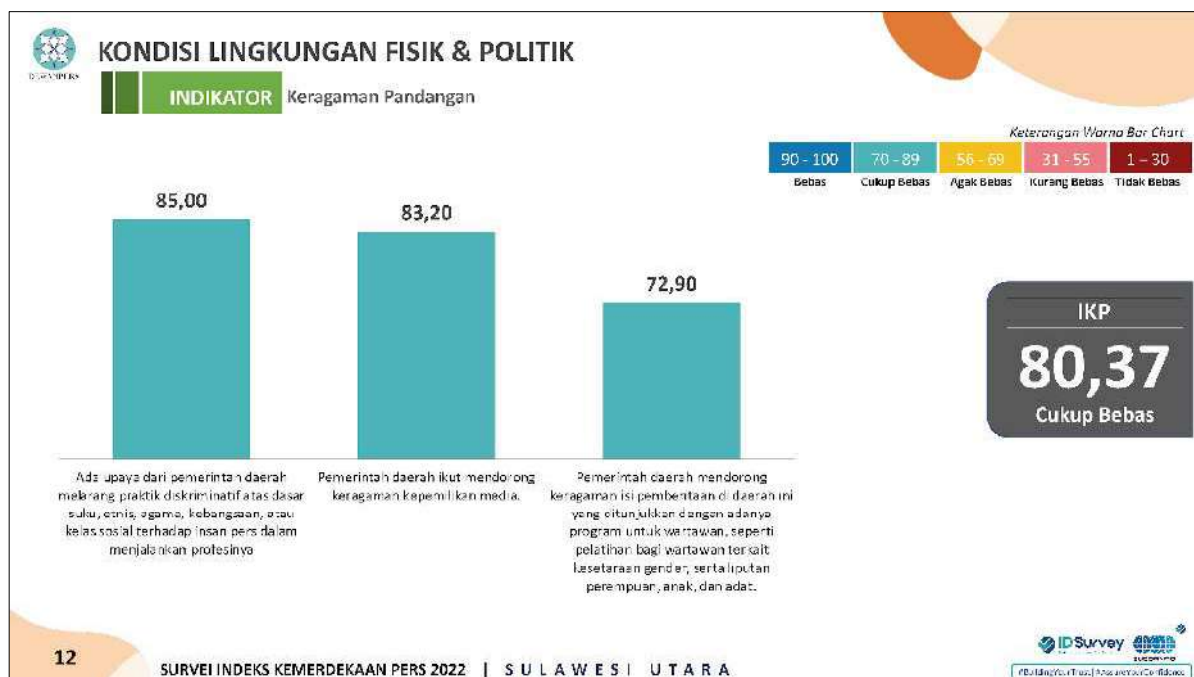 KONDISI LINGKUNGAN FISIK & POLITIK
DEWAN PERS
INDIKATOR Keragaman Pandangan
Keterangan Warna Bar Chart
90 - 100 70 - 89 56 - 69 31 - 55 1 – 30
Bebas Cukup Bebas Agak Bebas Kurang Bebas Tidak Bebas
85,00
83,20
72,90
IKP
80,37
Cukup Bebas
Ada upaya dari pemerintah daerah
melarang praktik diskriminatif atas dasar
suku, etnis, agama, kebangsaan, atau
kelas sosial terhadap insan pers dalam
menjalankan profesinya
Pemerintah daerah ikut mendorong
keragaman kepemilikan media.
Pemerintah daerah mendorong
keragaman isi pemberitaan di daerah ini
yang ditunjukkan dengan adanya
program untuk wartawan, seperti
pelatihan bagi wartawan terkait
kesetaraan gender, serta liputan
perempuan, anak, dan adat.
12
SURVEI INDEKS KEMERDEKAAN PERS 2022 | SULAWESI UTARA
IDSurvey
SUCOFINDO
#BuildingYourTrust | #AssureYourConfidence